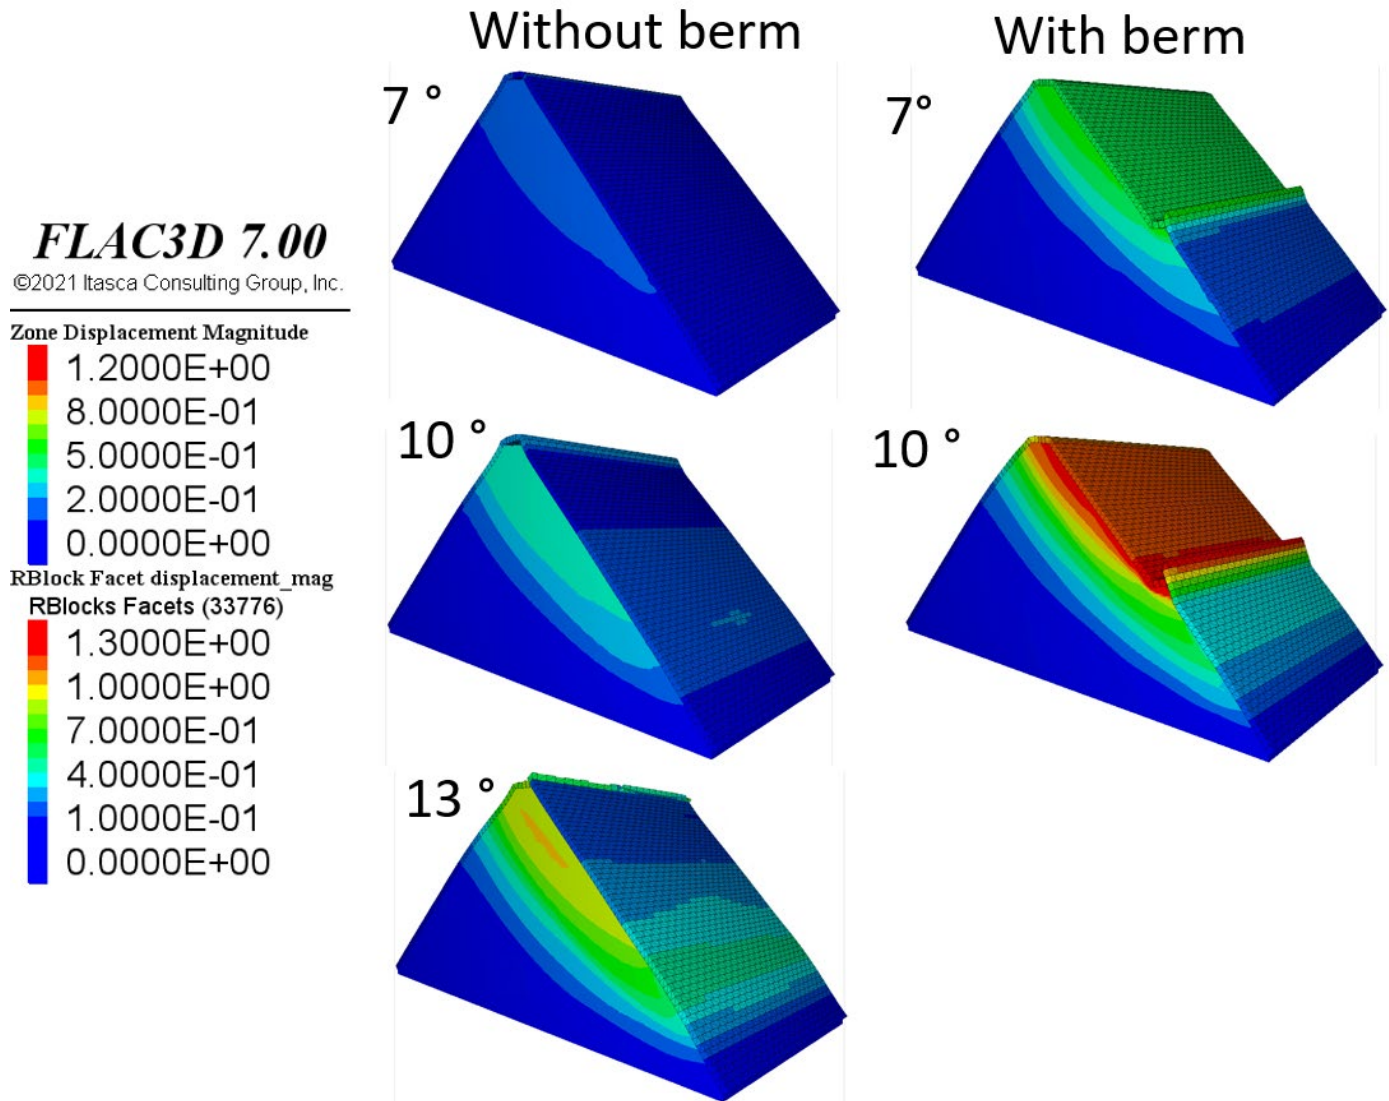 Without berm
With berm
7 °
7°
FLAC3D 7.00
©2021 Itasca Consulting Group, Inc.
Zone Displacement Magnitude
1.2000E+00
8.0000E-01
5.0000E-01
2.0000E-01
0.0000E+00
RBlock Facet displacement_mag
RBlocks Facets (33776)
1.3000E+00
1.0000E+00
7.0000E-01
4.0000E-01
1.0000E-01
0.0000E+00
10 °
10 °
13 °